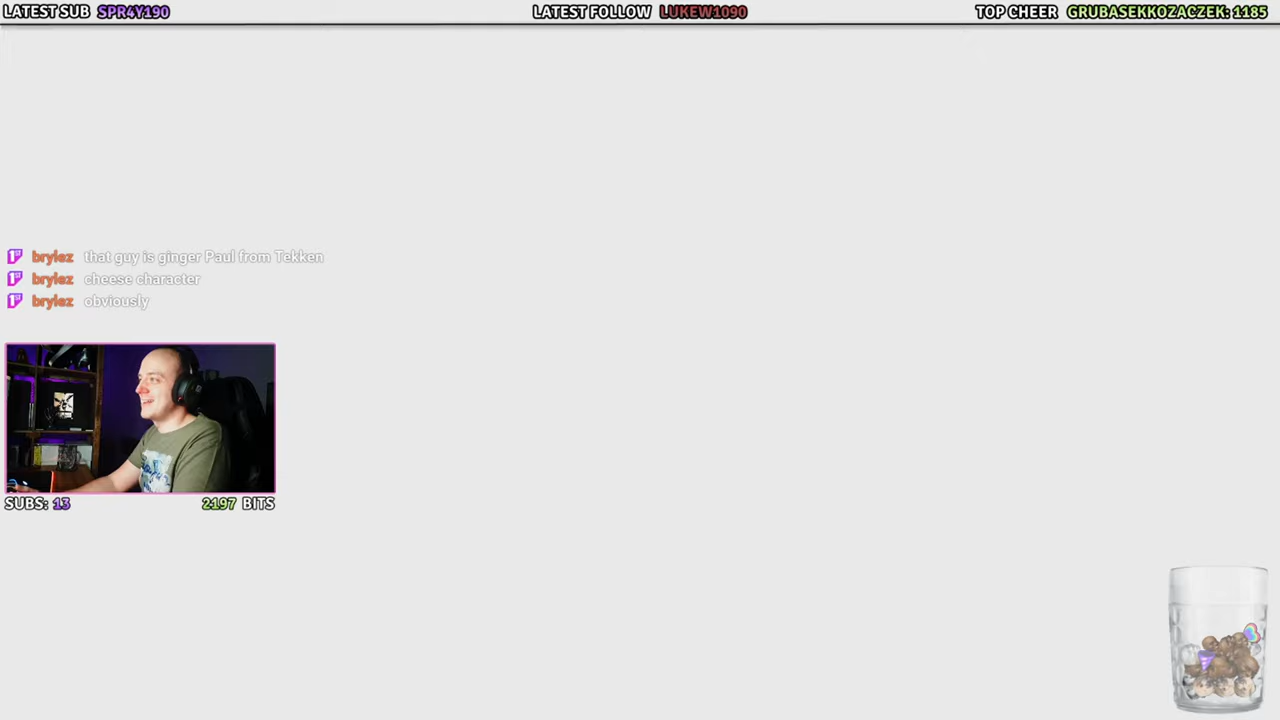 LATEST SUB SPR4Y190
LATEST FOLLOW LUKEW1090
TOP CHEER GRUBASEKKOZACZEK: 1185
brylez that guy is ginger Paul from Tekken
brylez cheese character
brylez obviously
SUBS: 13
2197 BITS